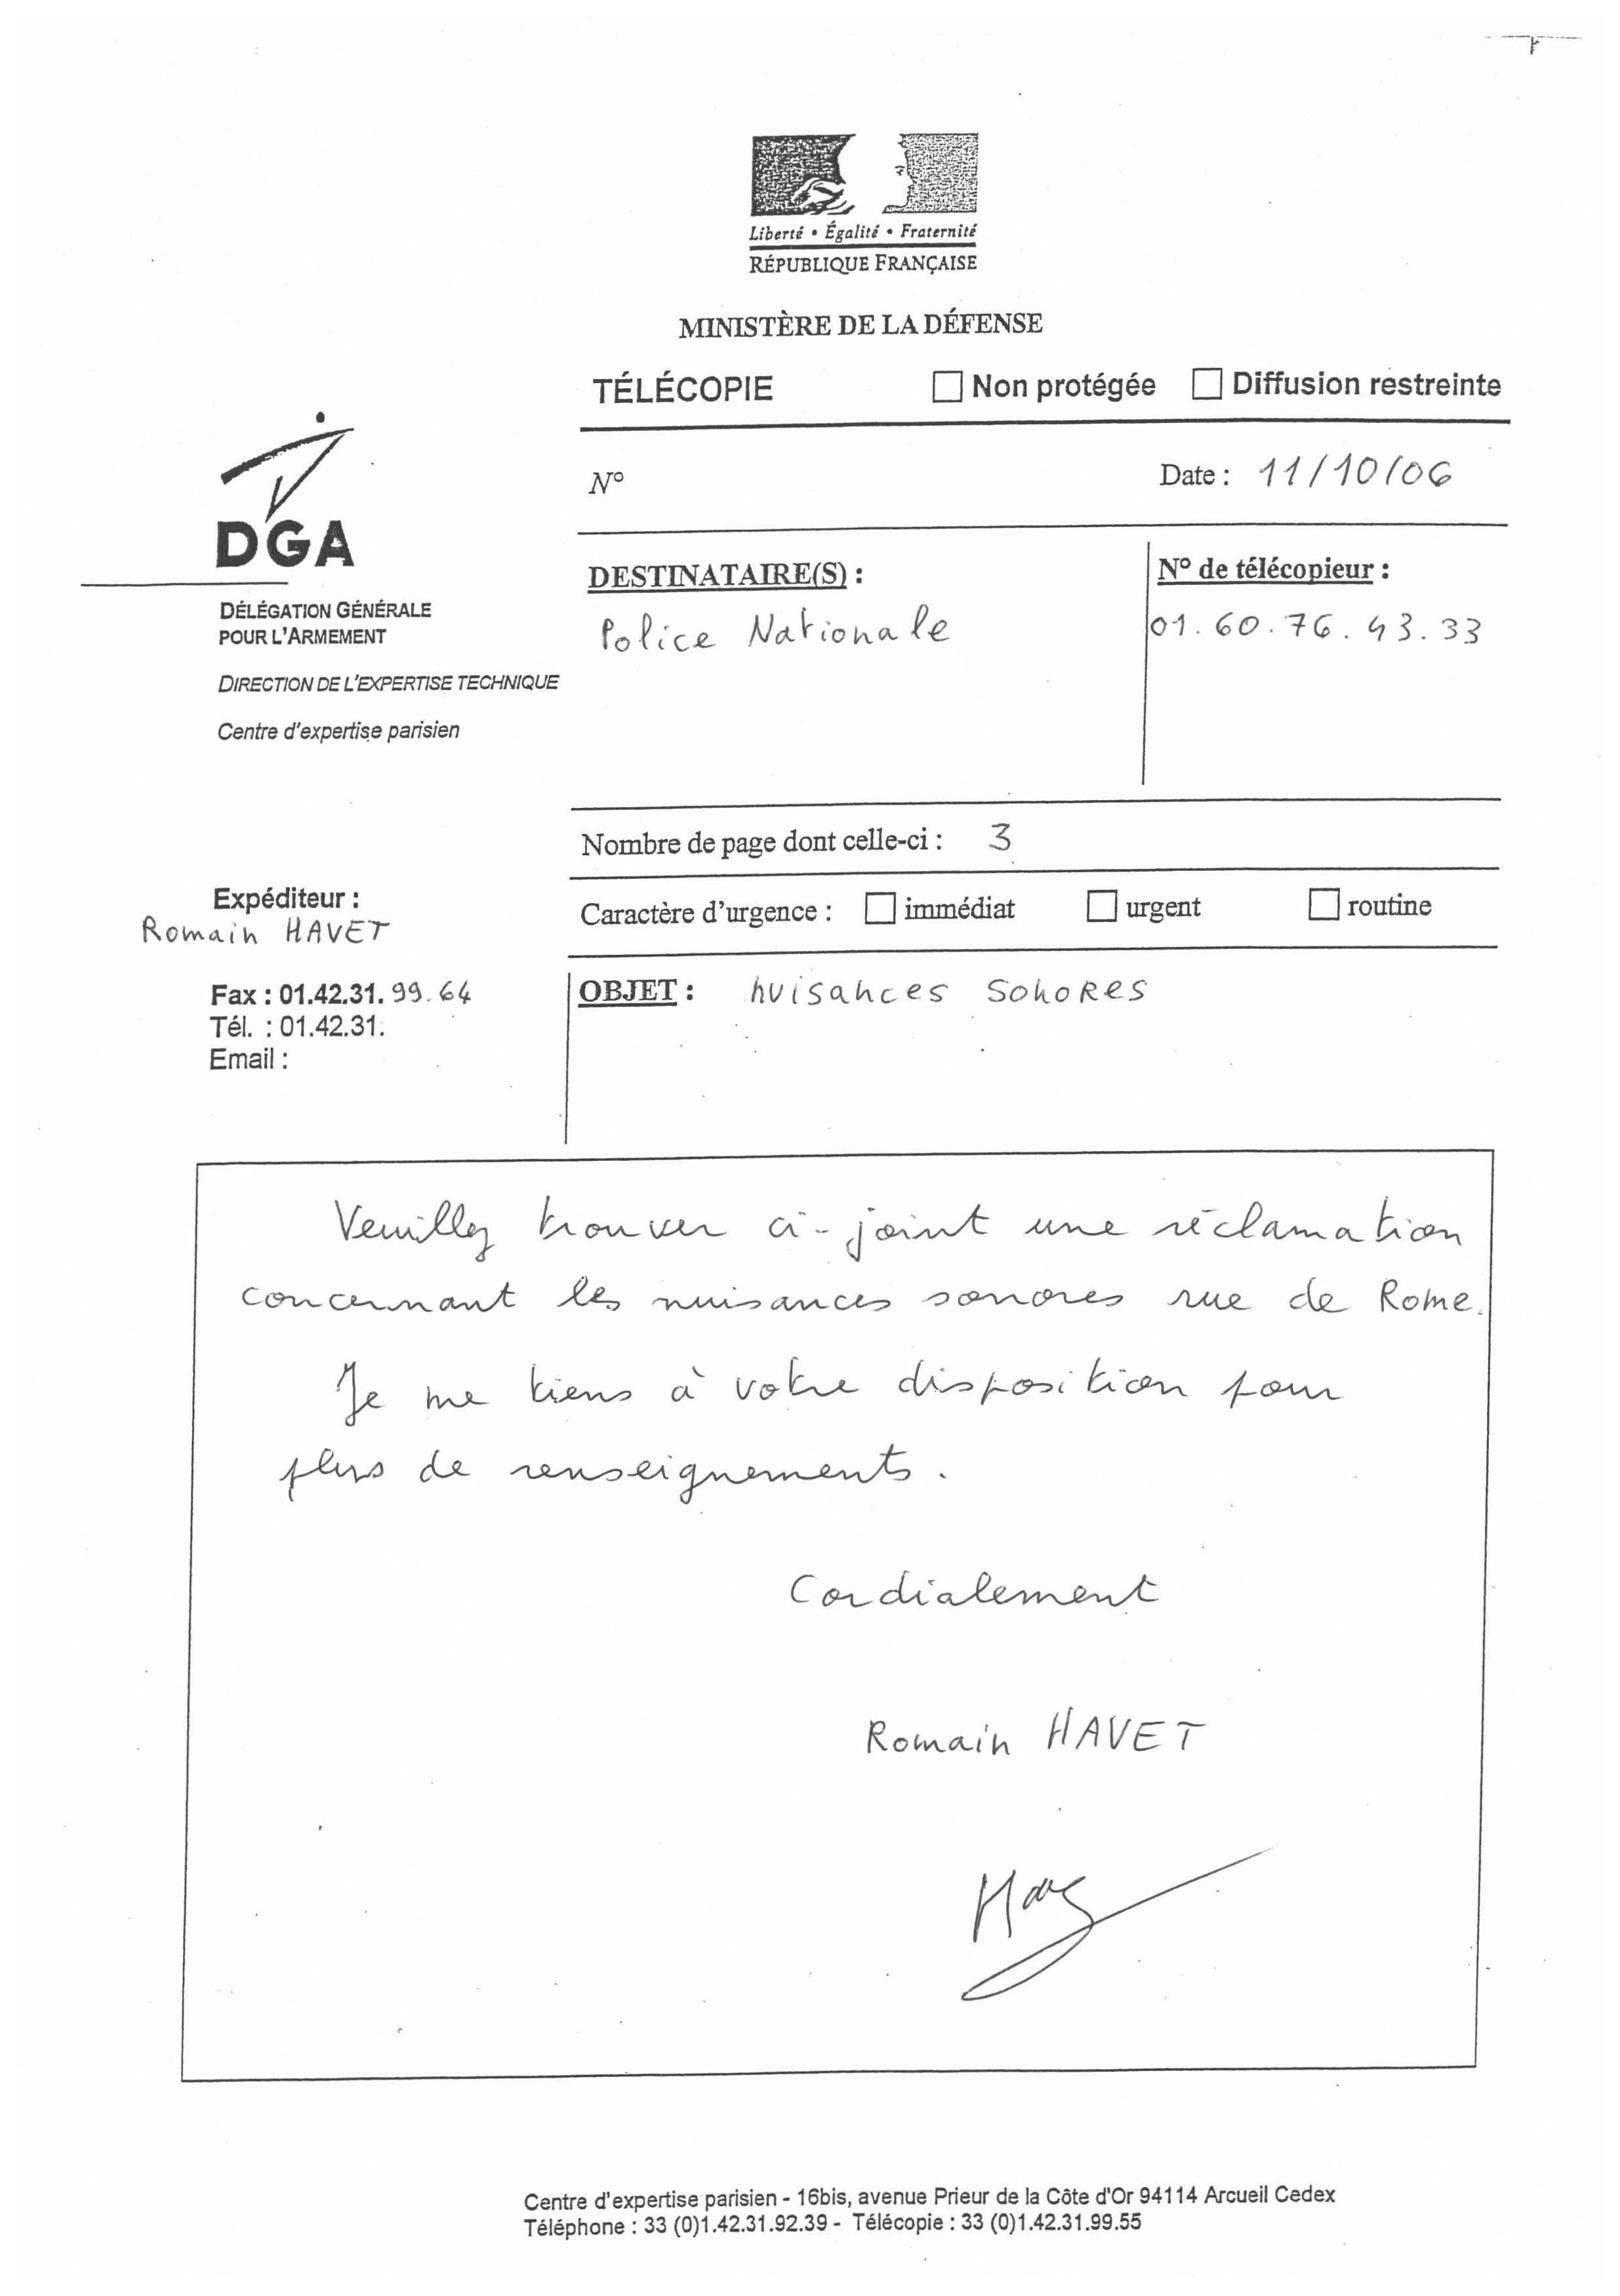 Liberté • Égalité • Fraternité
RÉPUBLIQUE FRANÇAISE
MINISTÈRE DE LA DÉFENSE
TÉLÉCOPIE Non protégée Diffusion restreinte
N° Date : 11/10/06
DGA
DÉLÉGATION GÉNÉRALE
POUR L'ARMEMENT
DIRECTION DE L'EXPERTISE TECHNIQUE
Centre d'expertise parisien
DESTINATAIRE(S) :
Police Nationale
N° de télécopieur :
01.60.76.43.33
Nombre de page dont celle-ci : 3
Caractère d'urgence : immédiat urgent routine
Expéditeur :
Romain HAVET
Fax : 01.42.31.99.64
Tél. : 01.42.31.
Email :
OBJET : nuisances sonores
Veuillez trouver ci-joint une réclamation
concernant les nuisances sonores rue de Rome.
Je me tiens à votre disposition pour
plus de renseignements.
Cordialement
Romain HAVET
Centre d'expertise parisien - 16bis, avenue Prieur de la Côte d'Or 94114 Arcueil Cedex
Téléphone : 33 (0)1.42.31.92.39 - Télécopie : 33 (0)1.42.31.99.55